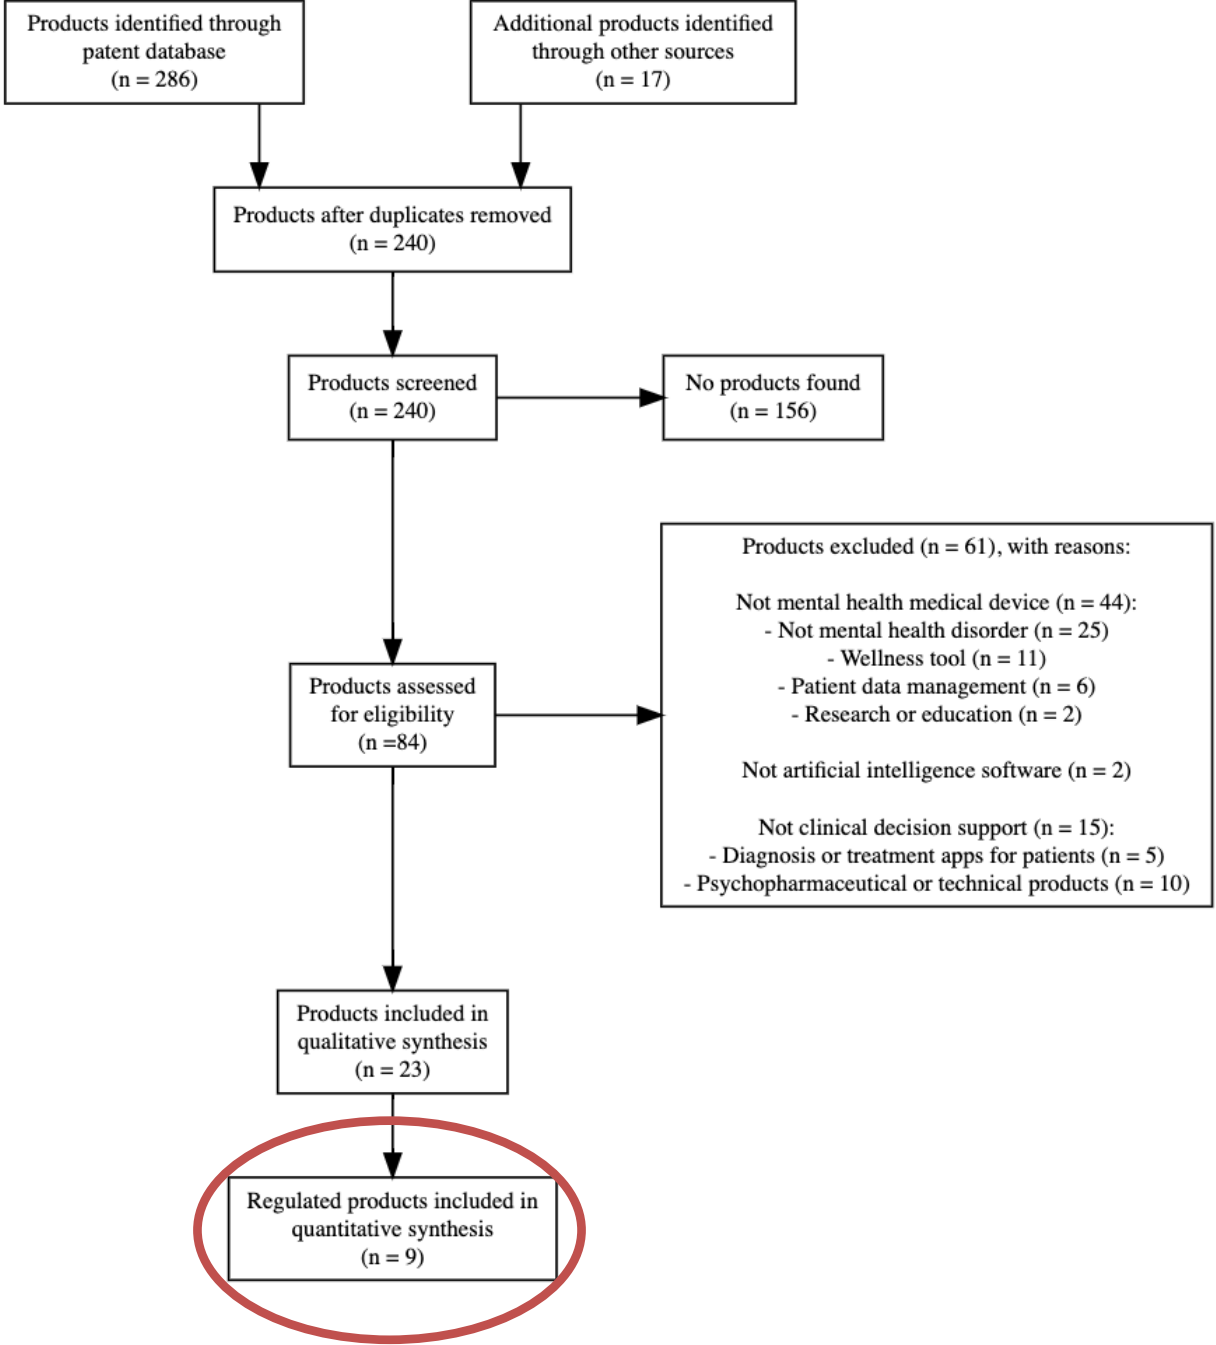 Products identified through
patent database
(n = 286)
Additional products identified
through other sources
(n = 17)
Products after duplicates removed
(n = 240)
Products screened
(n = 240)
No products found
(n = 156)
Products assessed
for eligibility
(n =84)
Products excluded (n = 61), with reasons:
Not mental health medical device (n = 44):
- Not mental health disorder (n = 25)
- Wellness tool (n = 11)
- Patient data management (n = 6)
- Research or education (n = 2)
Not artificial intelligence software (n = 2)
Not clinical decision support (n = 15):
- Diagnosis or treatment apps for patients (n = 5)
- Psychopharmaceutical or technical products (n = 10)
Products included in
qualitative synthesis
(n = 23)
Regulated products included in
quantitative synthesis
(n = 9)